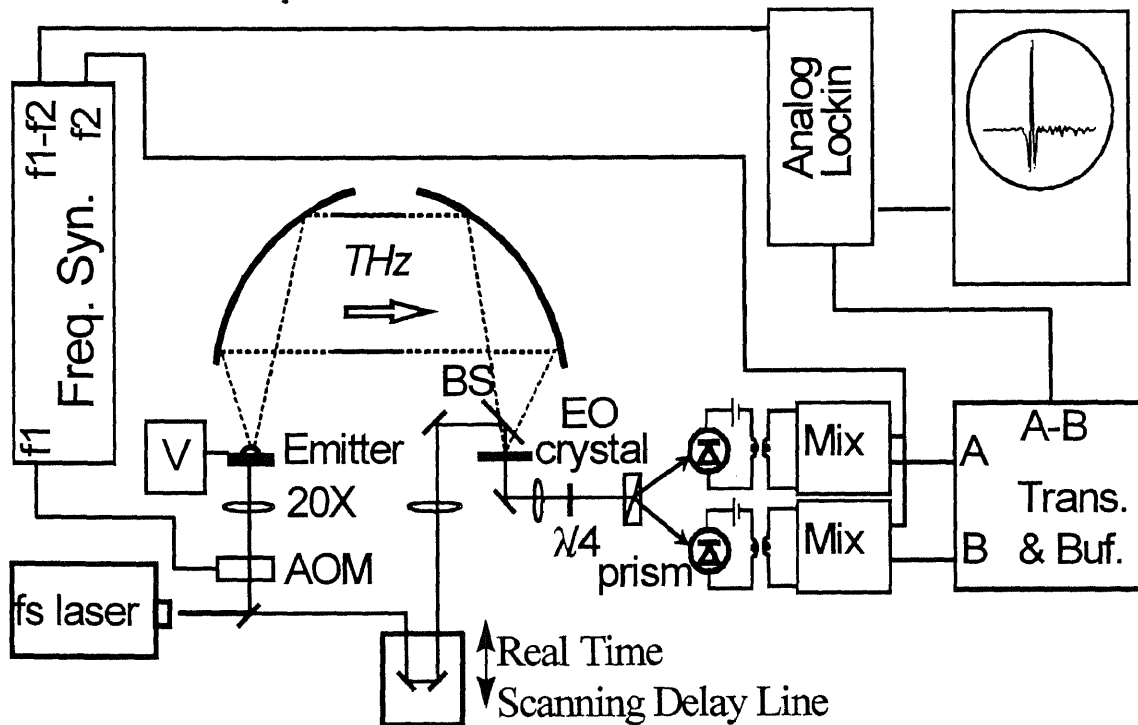 f1-f2
f2
Freq. Syn.
f1
Analog
Lockin
THz
BS
V
Emitter
20X
AOM
fs laser
EO
crystal
λ/4
prism
Mix
Mix
A-B
A
B
Trans.
& Buf.
Real Time
Scanning Delay Line